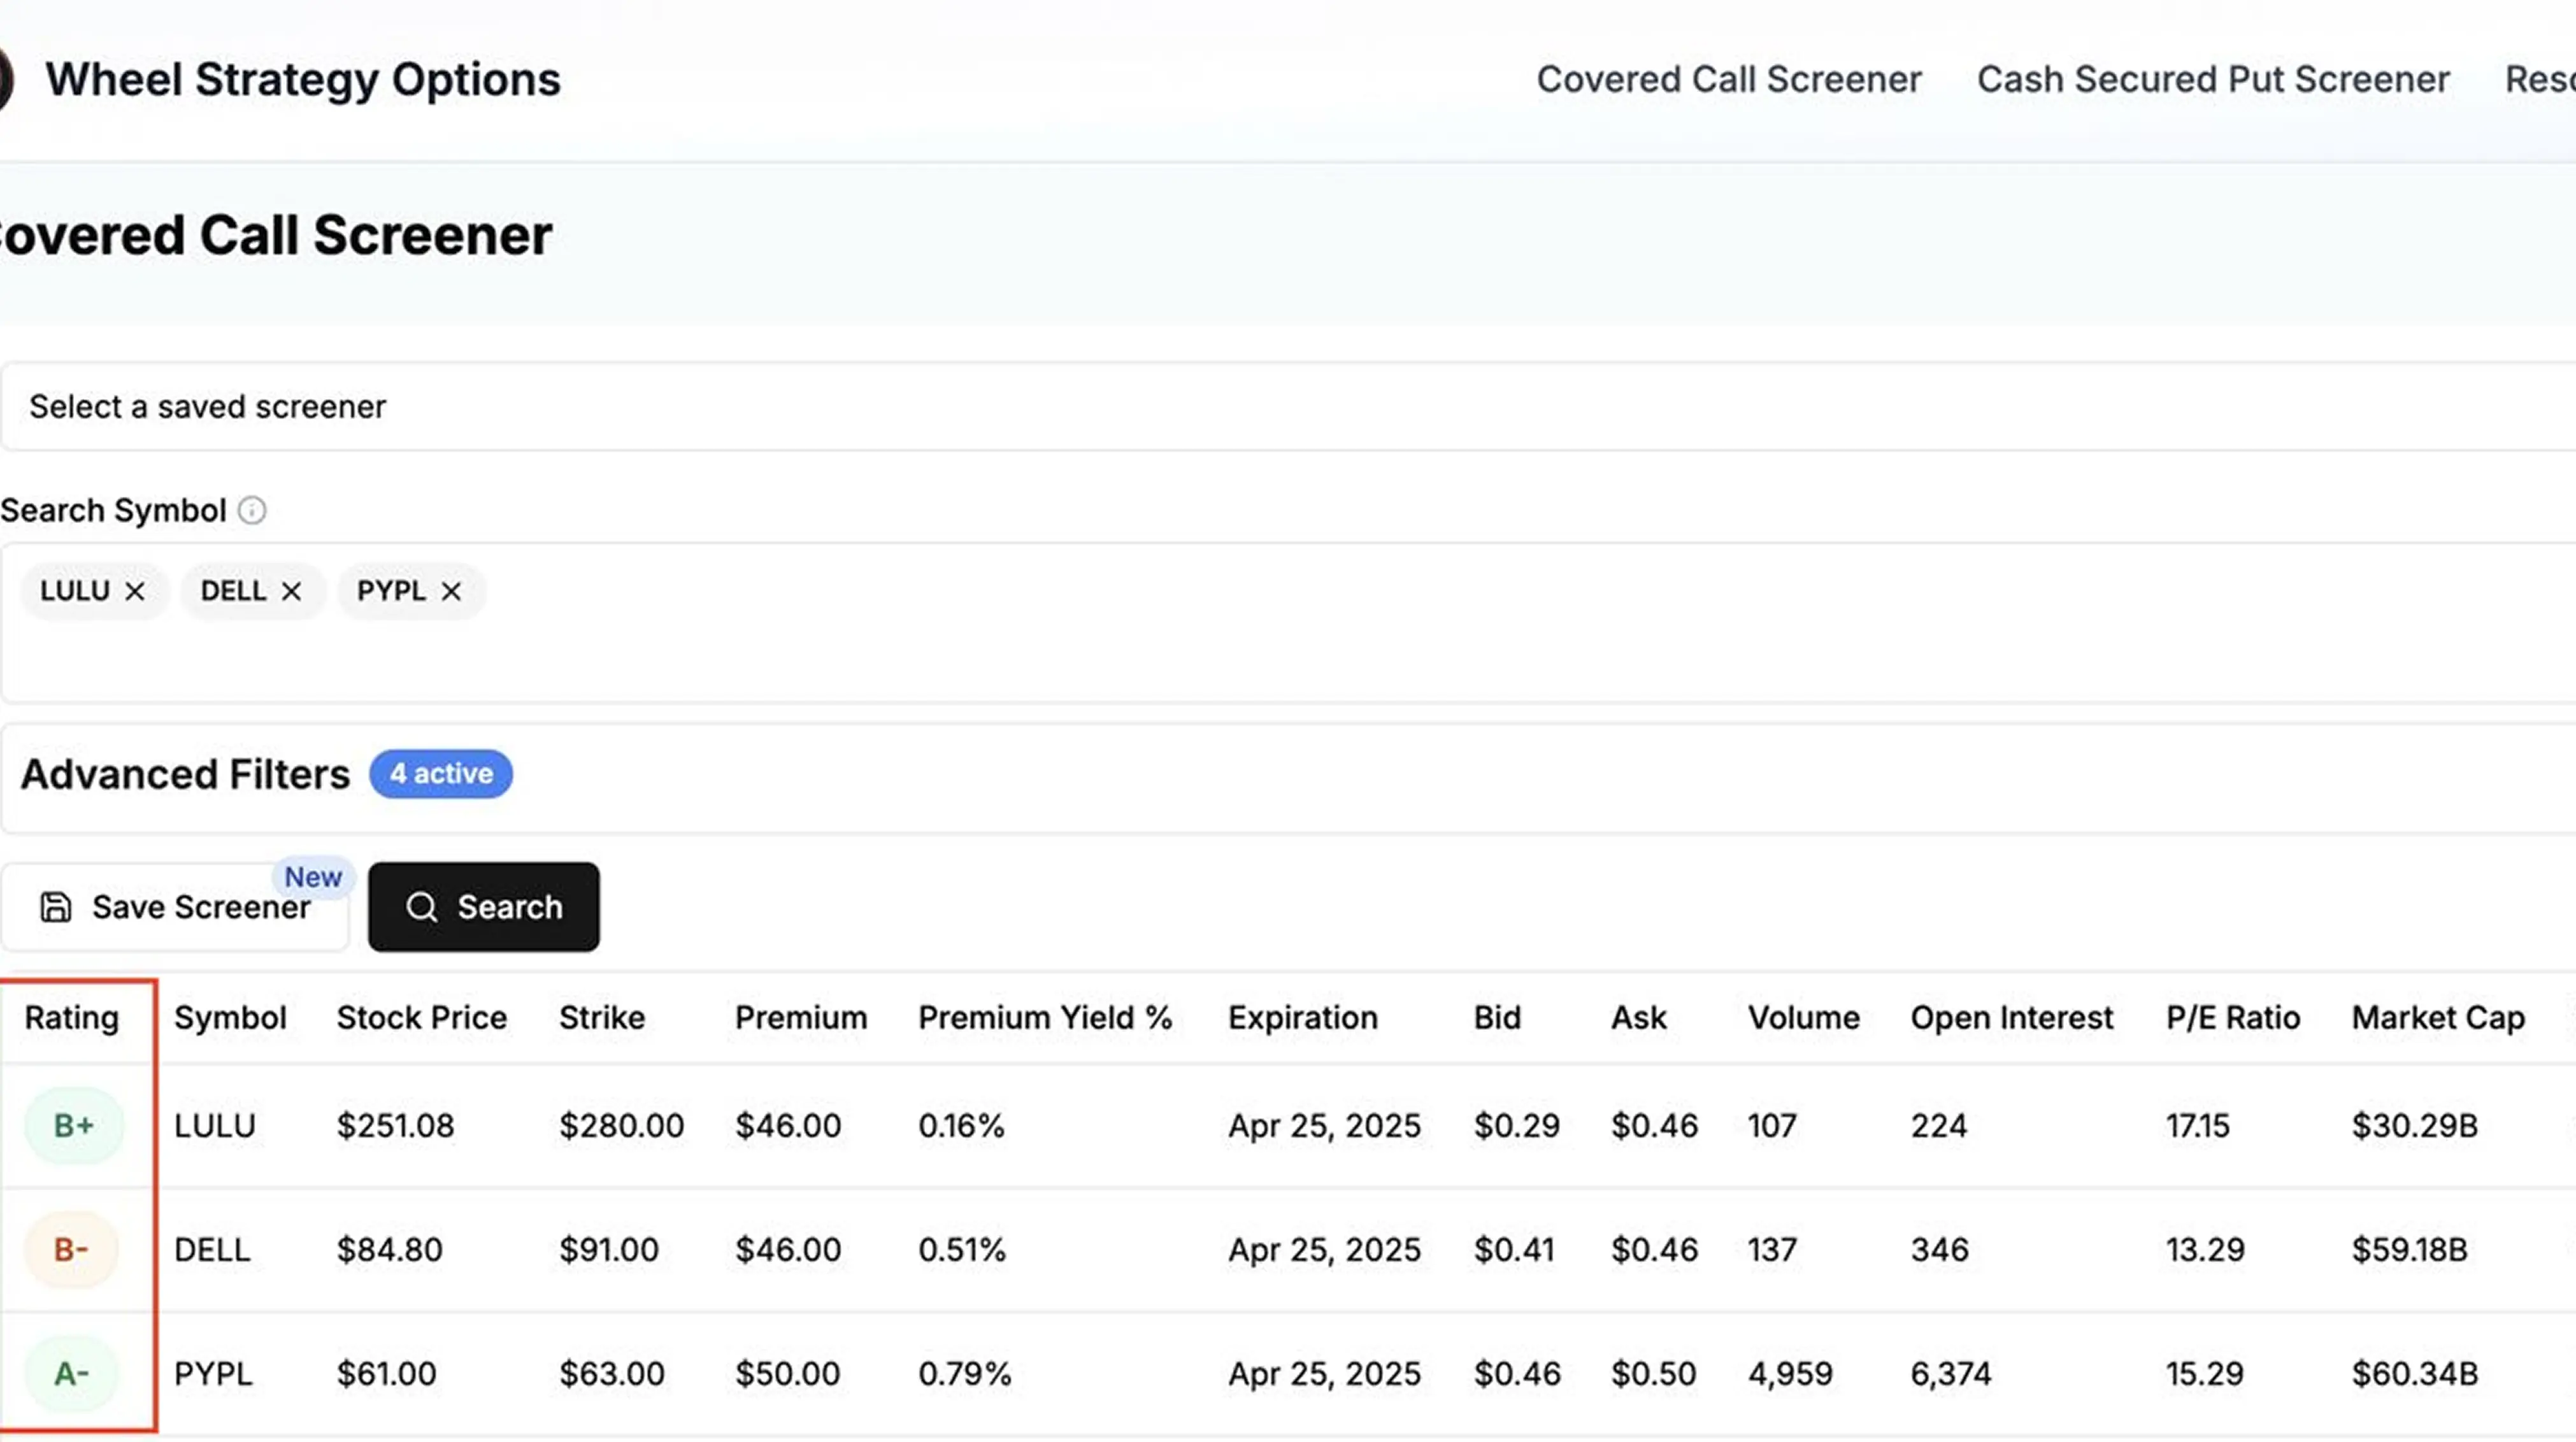 Wheel Strategy Options Covered Call Screener Cash Secured Put Screener Reso
overed Call Screener
Select a saved screener
Search Symbol
LULU DELL PYPL
Advanced Filters 4 active
New
Save Screener Search
Rating Symbol Stock Price Strike Premium Premium Yield % Expiration Bid Ask Volume Open Interest P/E Ratio Market Cap
B+ LULU $251.08 $280.00 $46.00 0.16% Apr 25, 2025 $0.29 $0.46 107 224 17.15 $30.29B
B- DELL $84.80 $91.00 $46.00 0.51% Apr 25, 2025 $0.41 $0.46 137 346 13.29 $59.18B
A- PYPL $61.00 $63.00 $50.00 0.79% Apr 25, 2025 $0.46 $0.50 4,959 6,374 15.29 $60.34B